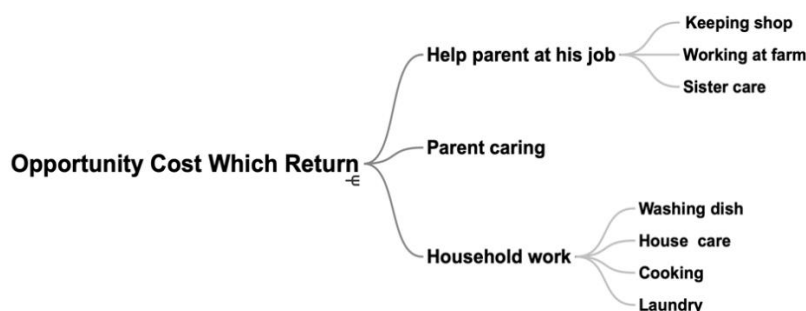 Opportunity Cost Which Return
Help parent at his job
Keeping shop
Working at farm
Sister care
Parent caring
Household work
Washing dish
House care
Cooking
Laundry